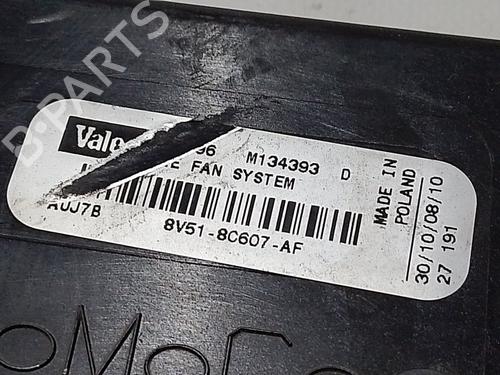 B-PARTS
Valeo
96 M134393 D
FAN SYSTEM
A0J7B
8V51-8C607-AF
MADE IN
POLAND
30/10/08/10
27 191